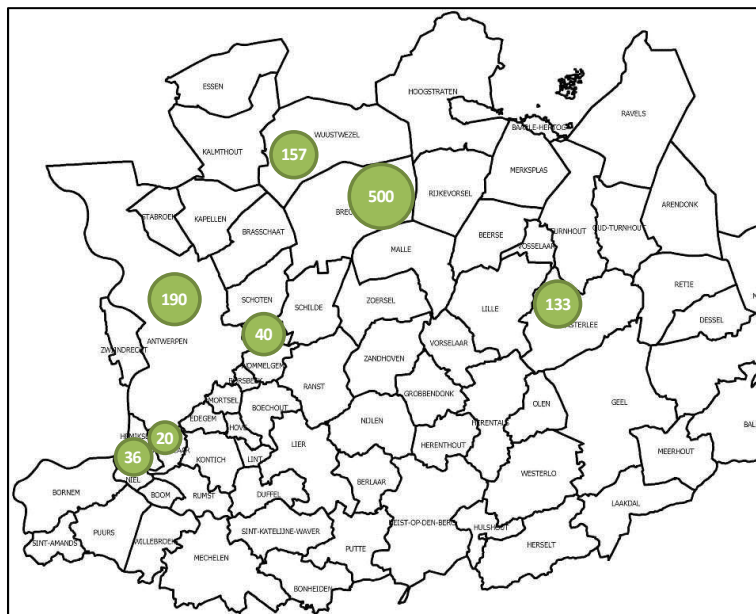 ESSEN
HOOGSTRATEN
RAVELS
BAARLE-HERTOG
WUUSTWEZEL
157
KALMTHOUT
MERKSPLAS
500
RIJKEVORSEL
ARENDONK
STABROEK
KAPELLEN
BRASSCHAAT
BEERSE
VOSSELAAR
TURNHOUT
OUD-TURNHOUT
MALLE
RETIE
190
SCHOTEN
SCHILDE
ZOERSEL
LILLE
133
DESSEL
40
ANTWERPEN
ZWIJNDRECHT
VORSELAAR
ZANDHOVEN
RANST
MORTSEL
BOECHOUT
GROBBENDONK
OLEN
GEEL
EDEGEM
HOVE
NIJLEN
HERENTALS
20
36
LIER
HERENTHOUT
KONTICH
LINT
MEERHOUT
NIEL
BORNEM
BOOM
RUMST
DUFFEL
BERLAAR
WESTERLO
LAAKDAL
PUURS
SINT-AMANDS
SINT-KATELIJNE-WAVER
HULSHOUT
HERSELT
PUTTE
MECHELEN
BONHEIDEN